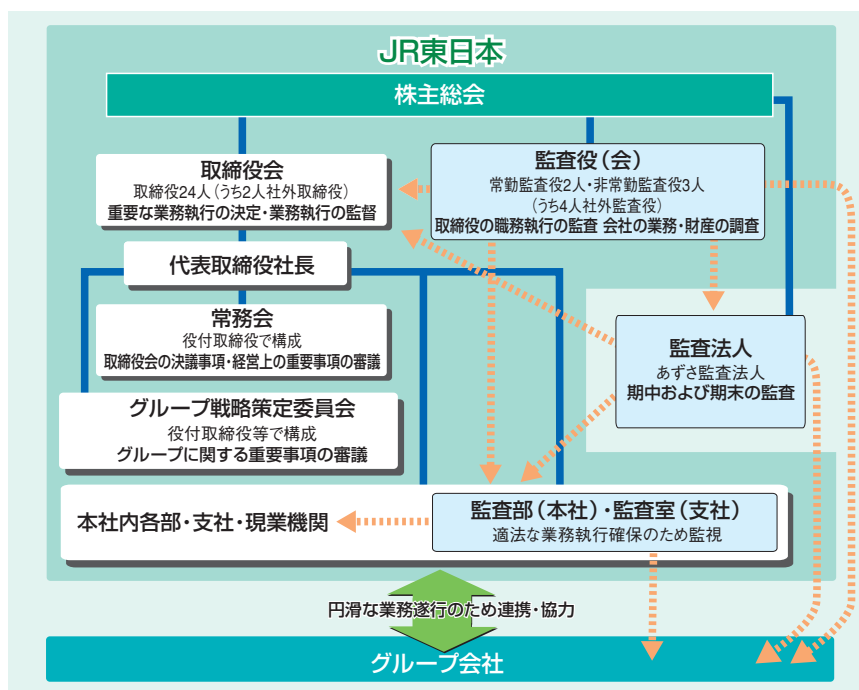 JR東日本
株主総会
取締役会
取締役24人（うち2人社外取締役）
重要な業務執行の決定・業務執行の監督
監査役（会）
常勤監査役2人・非常勤監査役3人
（うち4人社外監査役）
取締役の職務執行の監査 会社の業務・財産の調査
代表取締役社長
常務会
役付取締役で構成
取締役会の決議事項・経営上の重要事項の審議
監査法人
あずさ監査法人
期中および期末の監査
グループ戦略策定委員会
役付取締役等で構成
グループに関する重要事項の審議
本社内各部・支社・現業機関
監査部（本社）・監査室（支社）
適法な業務執行確保のため監視
円滑な業務遂行のため連携・協力
グループ会社